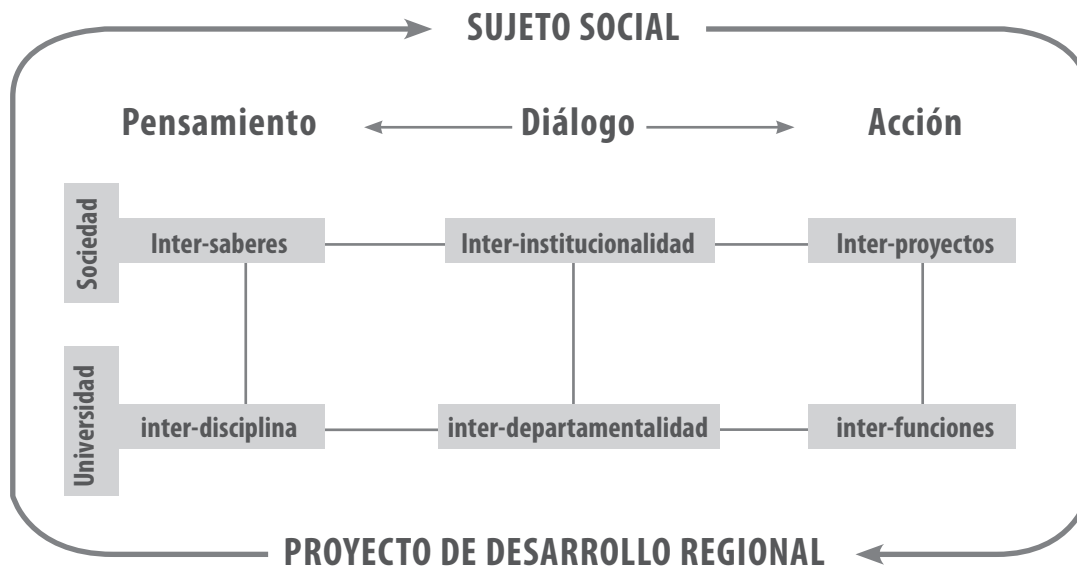 SUJETO SOCIAL
Pensamiento Diálogo Acción
Sociedad
Inter-saberes Inter-institucionalidad Inter-proyectos
Universidad
inter-disciplina inter-departamentalidad inter-funciones
PROYECTO DE DESARROLLO REGIONAL